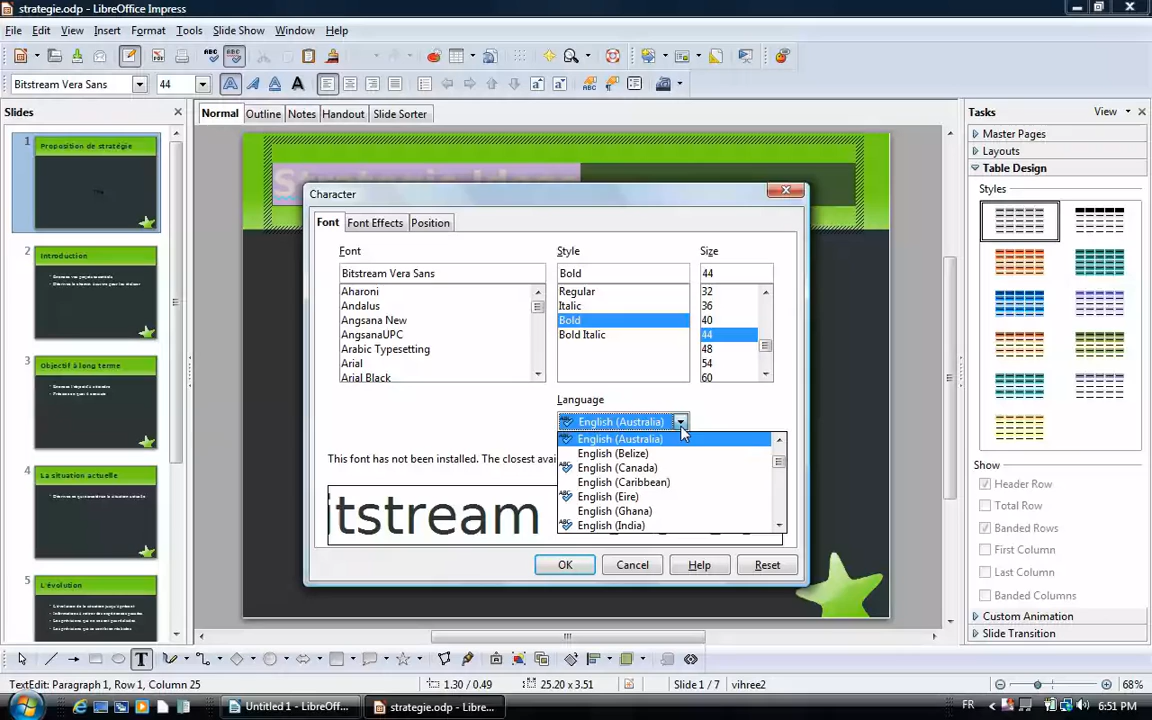 strategie.odp - LibreOffice Impress
File Edit View Insert Format Tools Slide Show Window Help
Bitstream Vera Sans 44
Slides
Normal Outline Notes Handout Slide Sorter
Tasks View
Master Pages
Layouts
Table Design
Styles
1 Proposition de stratégie
2 Introduction
3 Objectif à long terme
4 La situation actuelle
5 L'évolution
Character
Font Font Effects Position
Font Style Size
Bitstream Vera Sans Bold 44
Aharoni Regular 32
Andalus Italic 36
Angsana New Bold 40
AngsanaUPC Bold Italic 44
Arabic Typesetting 48
Arial 54
Arial Black 60
Language
English (Australia)
English (Australia)
English (Belize)
English (Canada)
English (Caribbean)
English (Eire)
English (Ghana)
English (India)
This font has not been installed. The closest avai
tstream
OK Cancel Help Reset
Show
Header Row
Total Row
Banded Rows
First Column
Last Column
Banded Columns
Custom Animation
Slide Transition
TextEdit: Paragraph 1, Row 1, Column 25 1.30 / 0.49 25.20 x 3.51 Slide 1 / 7 vihree2 68%
Untitled 1 - LibreOff... strategie.odp - Libre... FR 6:51 PM